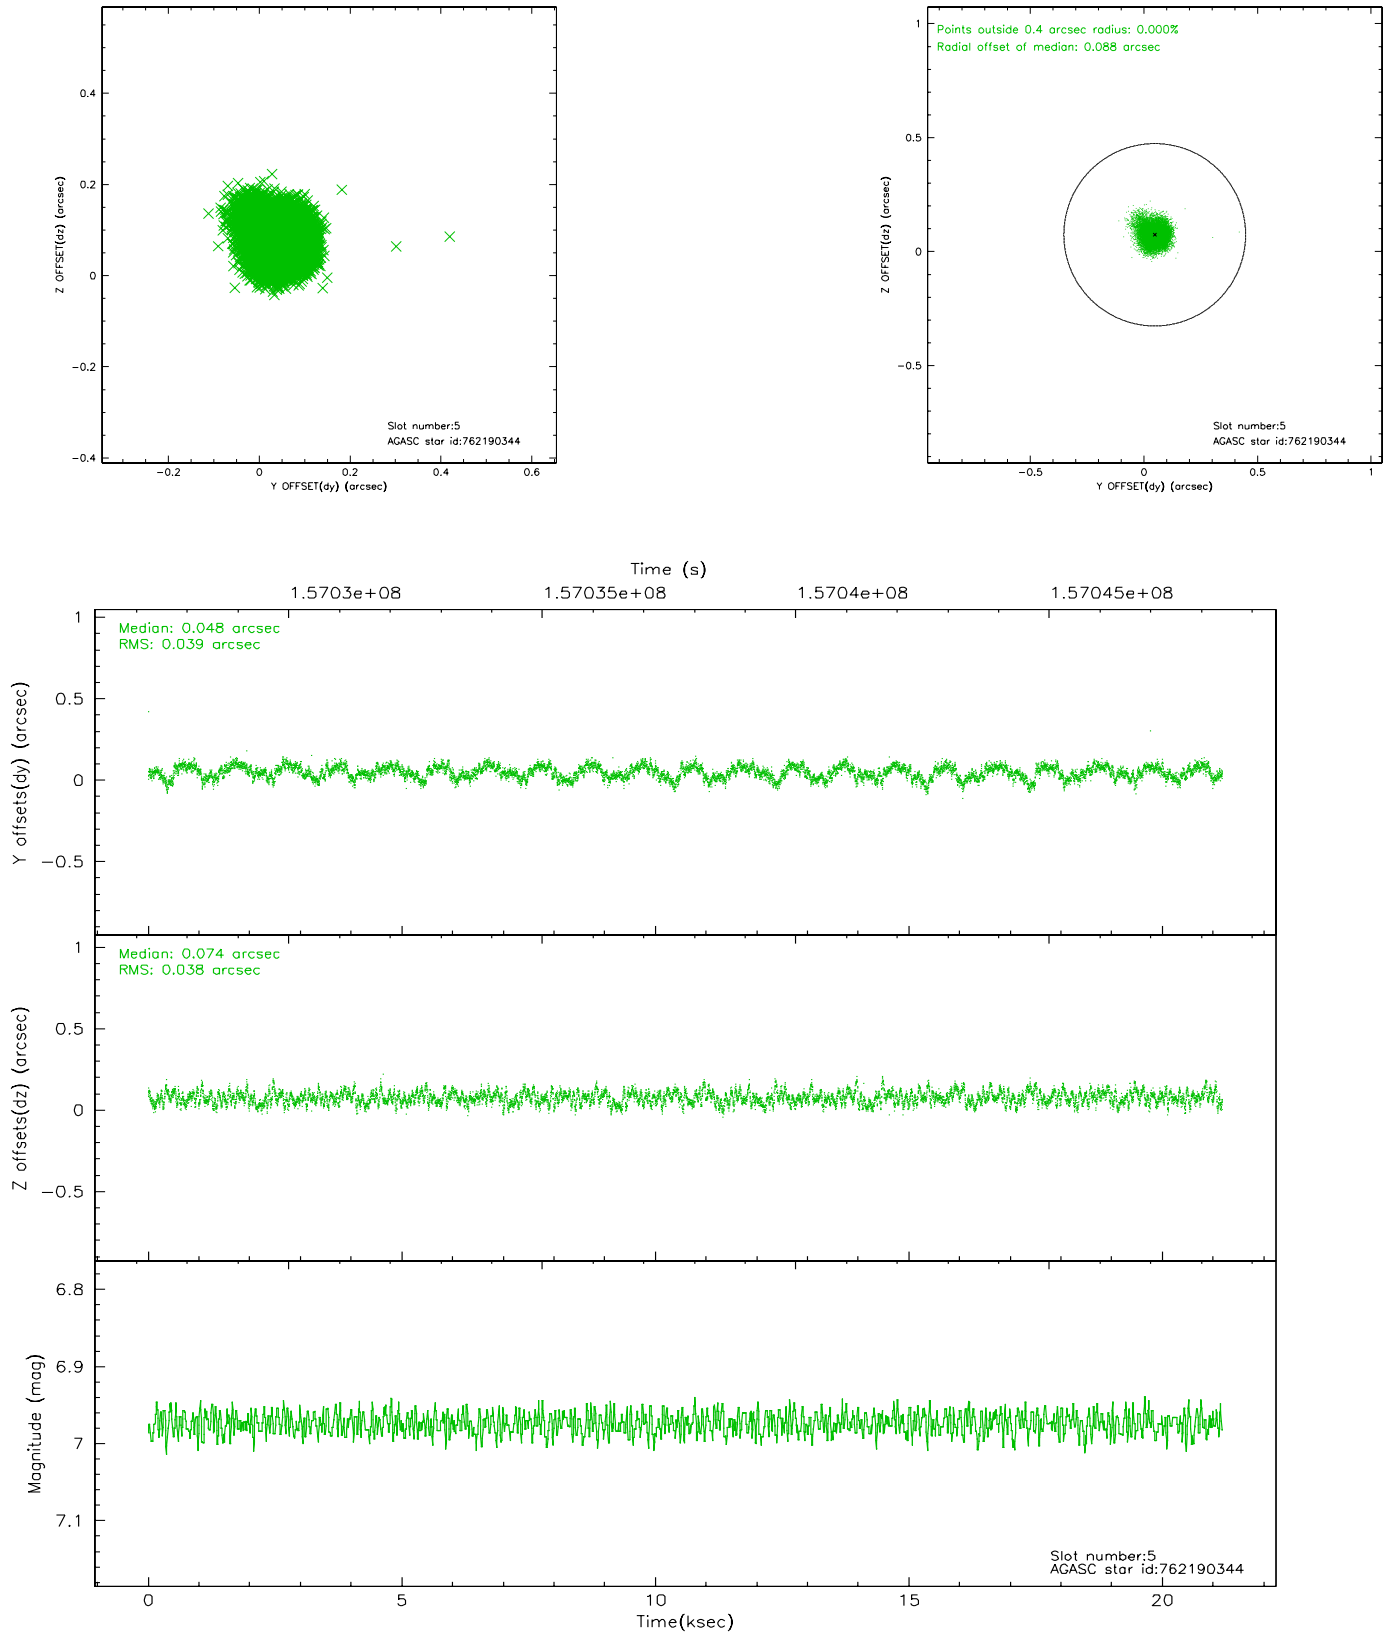 0.4
0.2
0
−0.2
−0.4
Z OFFSET(dz) (arcsec)
Slot number:5
AGASC star id:762190344
−0.2 0 0.2 0.4 0.6
Y OFFSET(dy) (arcsec)
Points outside 0.4 arcsec radius: 0.000%
Radial offset of median: 0.088 arcsec
1
0.5
0
−0.5
Z OFFSET(dz) (arcsec)
Slot number:5
AGASC star id:762190344
−0.5 0 0.5 1
Y OFFSET(dy) (arcsec)
Time (s)
1.5703e+08 1.57035e+08 1.5704e+08 1.57045e+08
Median: 0.048 arcsec
RMS: 0.039 arcsec
1
0.5
0
−0.5
Y offsets(dy) (arcsec)
Median: 0.074 arcsec
RMS: 0.038 arcsec
1
0.5
0
−0.5
Z offsets(dz) (arcsec)
6.8
6.9
7
7.1
Magnitude (mag)
Slot number:5
AGASC star id:762190344
0 5 10 15 20
Time(ksec)